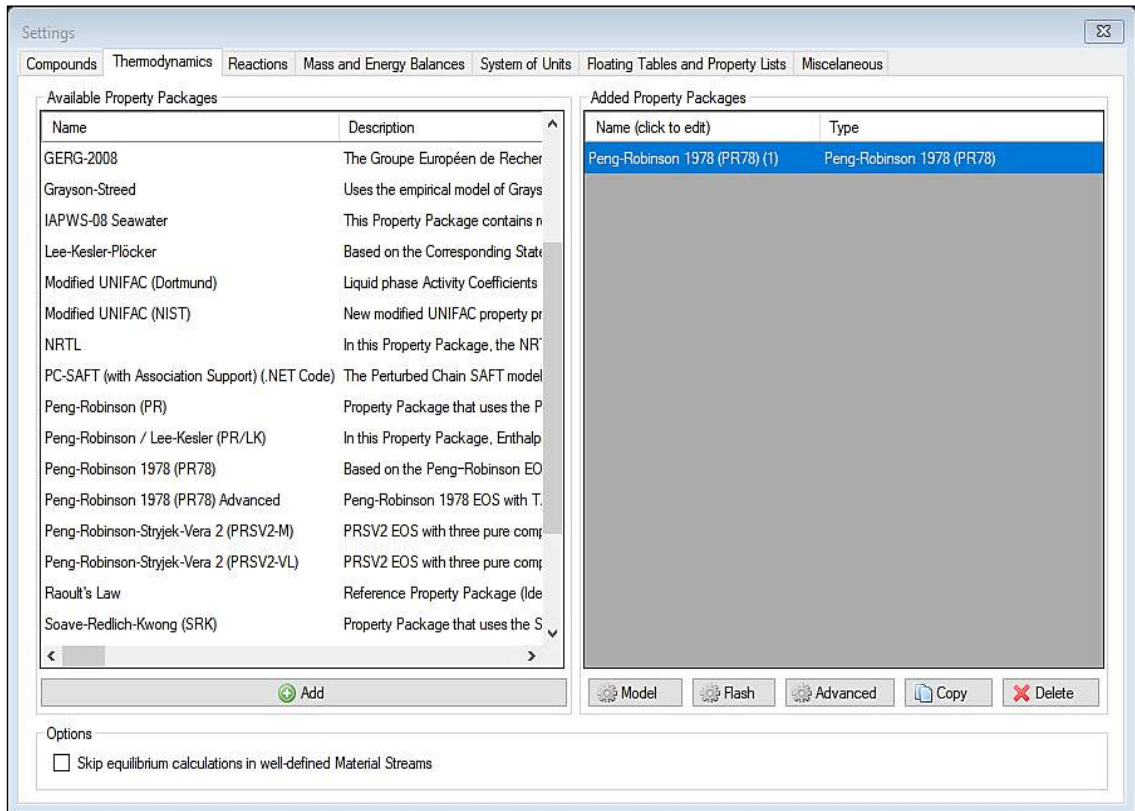 Settings
Compounds Thermodynamics Reactions Mass and Energy Balances System of Units Floating Tables and Property Lists Miscelaneous
Available Property Packages
Name Description
GERG-2008 The Groupe Européen de Recher
Grayson-Streed Uses the empirical model of Grays
IAPWS-08 Seawater This Property Package contains r
Lee-Kesler-Plöcker Based on the Corresponding State
Modified UNIFAC (Dortmund) Liquid phase Activity Coefficients
Modified UNIFAC (NIST) New modified UNIFAC property pr
NRTL In this Property Package, the NRT
PC-SAFT (with Association Support) (.NET Code) The Perturbed Chain SAFT model
Peng-Robinson (PR) Property Package that uses the P
Peng-Robinson / Lee-Kesler (PR/LK) In this Property Package, Enthalp
Peng-Robinson 1978 (PR78) Based on the Peng-Robinson EO
Peng-Robinson 1978 (PR78) Advanced Peng-Robinson 1978 EOS with T.
Peng-Robinson-Stryjek-Vera 2 (PRSV2-M) PRSV2 EOS with three pure comp
Peng-Robinson-Stryjek-Vera 2 (PRSV2-VL) PRSV2 EOS with three pure comp
Raoult's Law Reference Property Package (Ide
Soave-Redlich-Kwong (SRK) Property Package that uses the S
Add
Added Property Packages
Name (click to edit) Type
Peng-Robinson 1978 (PR78) (1) Peng-Robinson 1978 (PR78)
Model Flash Advanced Copy Delete
Options
Skip equilibrium calculations in well-defined Material Streams